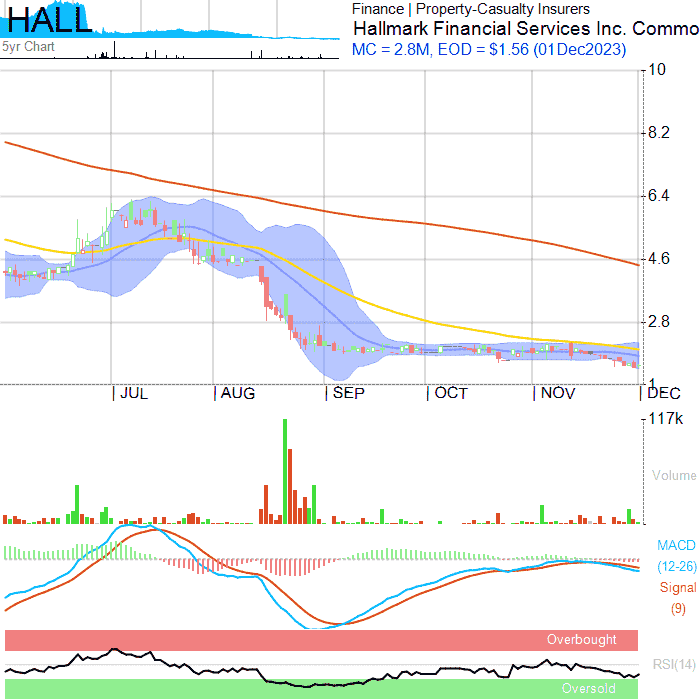 HALL
5yr Chart
Finance | Property-Casualty Insurers
Hallmark Financial Services Inc. Commo
MC = 2.8M, EOD = $1.56 (01Dec2023)
10
8.2
6.4
4.6
2.8
1
JUL AUG SEP OCT NOV DEC
117k
Volume
MACD
(12-26)
Signal
(9)
Overbought
RSI(14)
Oversold